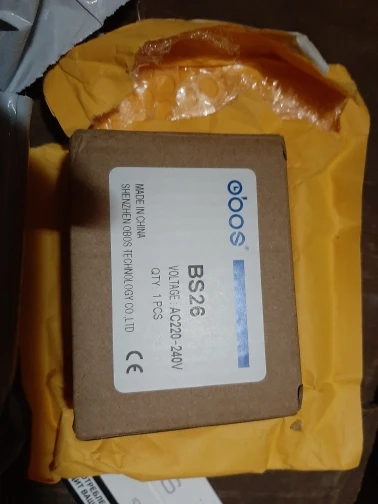 obos®
BS26
VOLTAGE : AC220-240V
QTY 1 PCS
MADE IN CHINA
SHENZHEN OBOS TECHNOLOGY CO.,LTD
CE